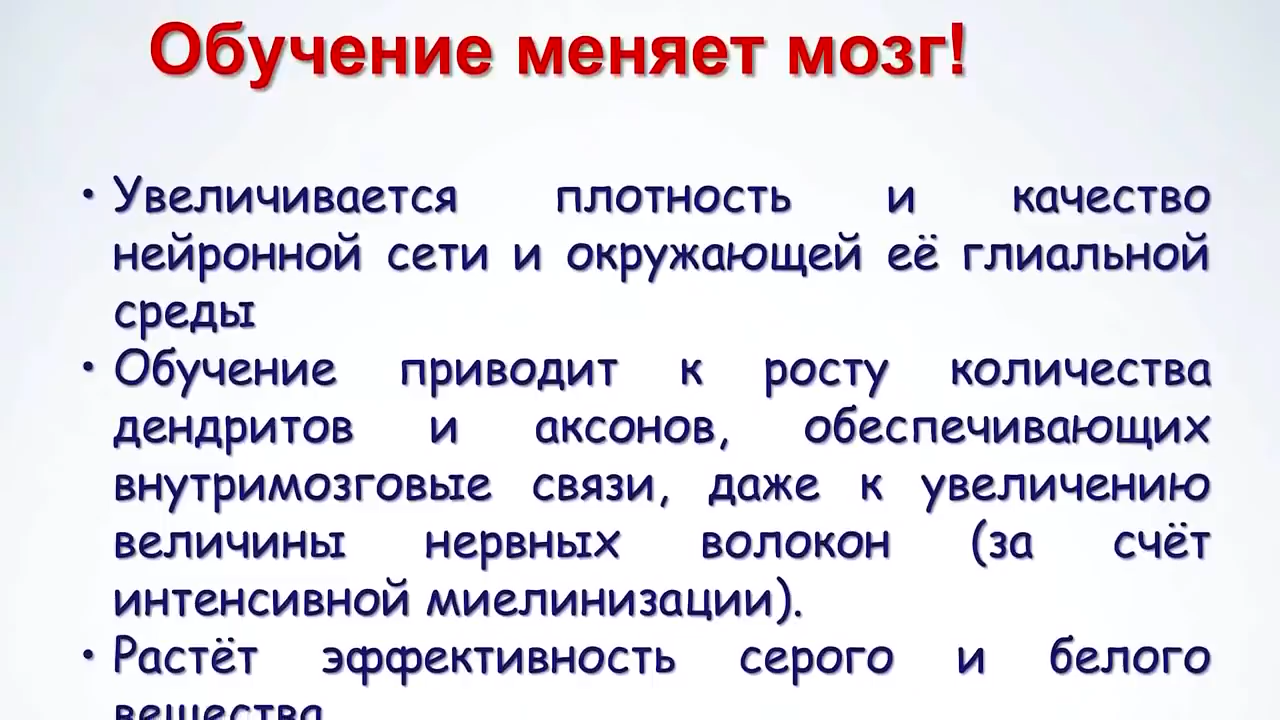 Обучение меняет мозг!
• Увеличивается плотность и качество
нейронной сети и окружающей её глиальной
среды
• Обучение приводит к росту количества
дендритов и аксонов, обеспечивающих
внутримозговые связи, даже к увеличению
величины нервных волокон (за счёт
интенсивной миелинизации).
• Растёт эффективность серого и белого
вещества